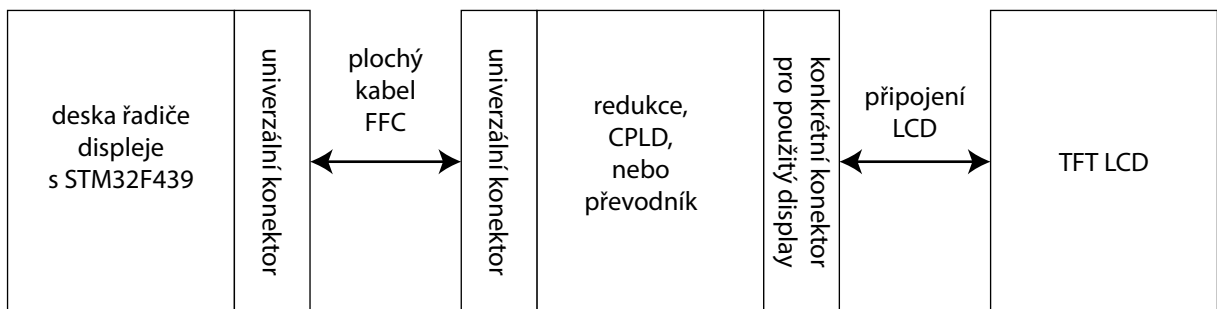 deska řadiče
displeje
s STM32F439
univerzální konektor
plochý
kabel
FFC
univerzální konektor
redukce,
CPLD,
nebo
převodník
konkrétní konektor
pro použitý display
připojení
LCD
TFT LCD